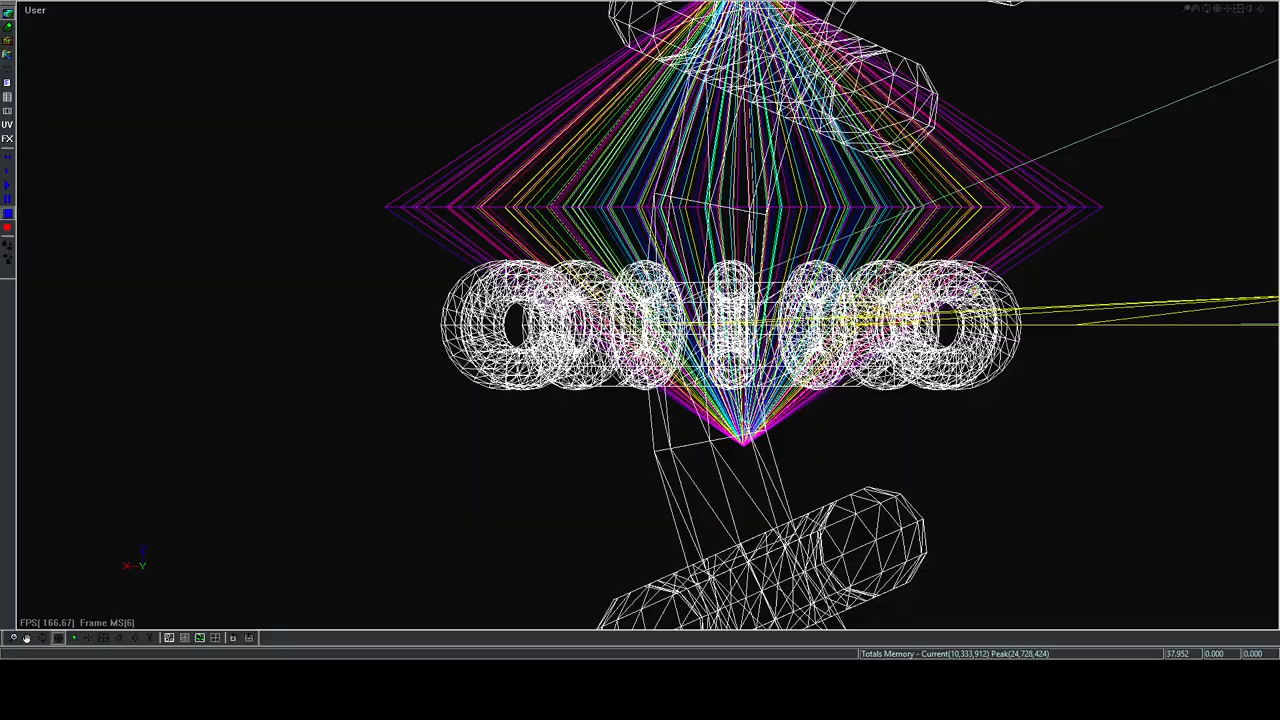 User
UV
FX
X
Y
FPS[ 166.67]   Frame MS(6)
Totals Memory - Current(10,333,912) Peak(24,728,424)   37.952   0.000   0.000